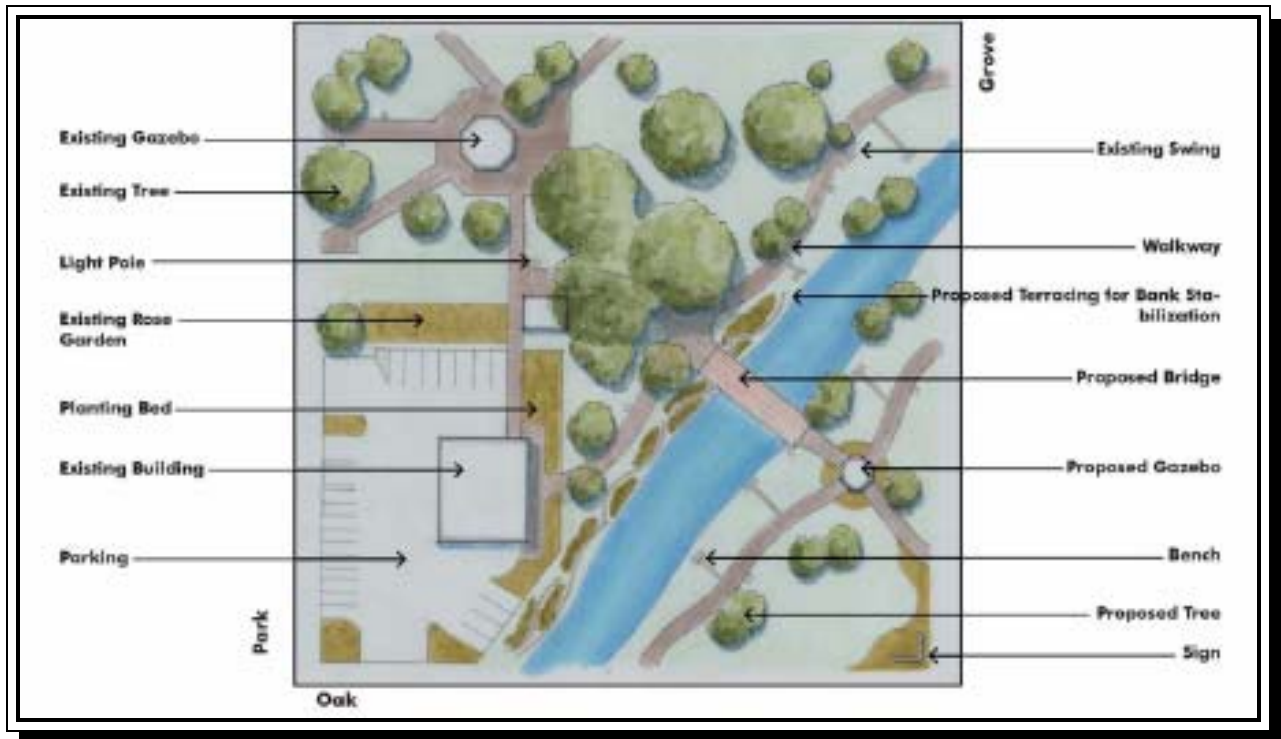 Grove
Existing Gazebo
Existing Swing
Existing Tree
Walkway
Light Pole
Proposed Terracing for Bank Sta-
bilization
Existing Rose
Garden
Proposed Bridge
Planting Bed
Existing Building
Proposed Gazebo
Parking
Bench
Proposed Tree
Park
Sign
Oak